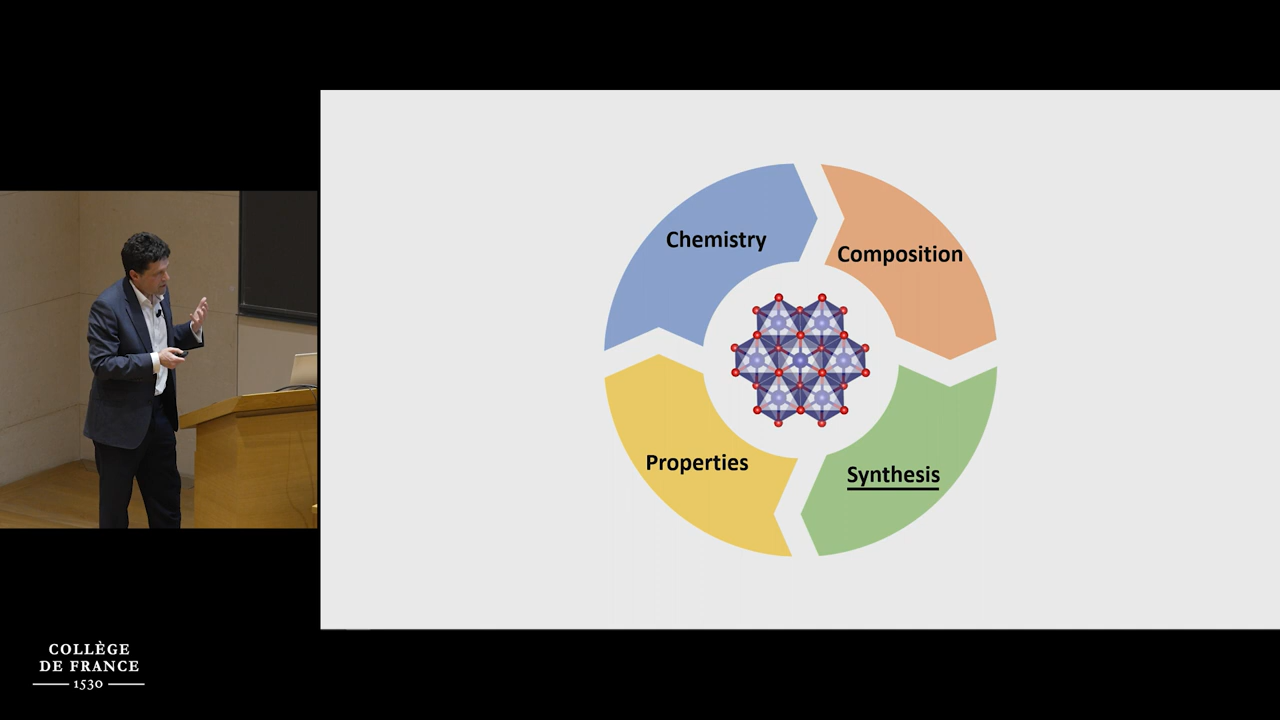 Chemistry
Composition
Properties
Synthesis
COLLÈGE
DE FRANCE
1530